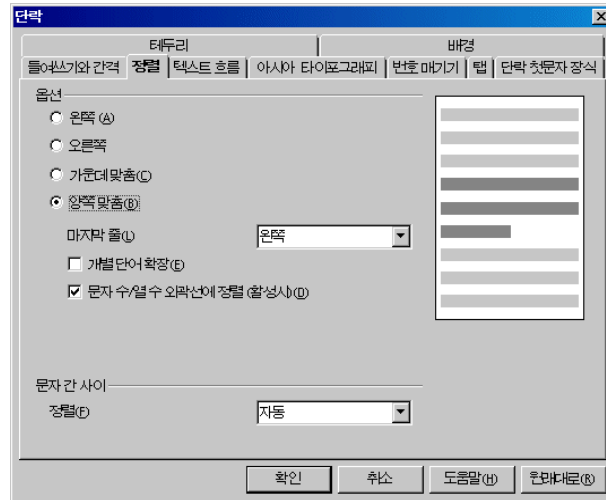 단락
테두리 배경
들여쓰기와 간격 정렬 텍스트 흐름 아시아 타이포그래피 번호 매기기 탭 단락 첫문자 장식
옵션
왼쪽(A)
오른쪽
가운데 맞춤(C)
양쪽 맞춤(B)
마지막 줄(L) 왼쪽
개별 단어 확장(E)
문자 수/열 수 외곽선에 정렬 (활성시)(D)
문자 간 사이
정렬(F) 자동
확인 취소 도움말(H) 원래대로(R)